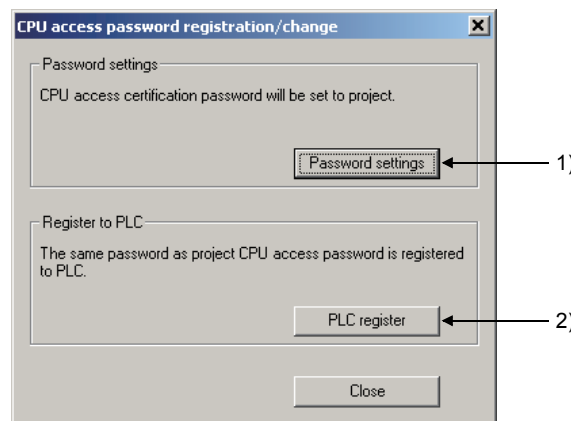 CPU access password registration/change
Password settings
CPU access certification password will be set to project.
Password settings
1)
Register to PLC
The same password as project CPU access password is registered
to PLC.
PLC register
2)
Close